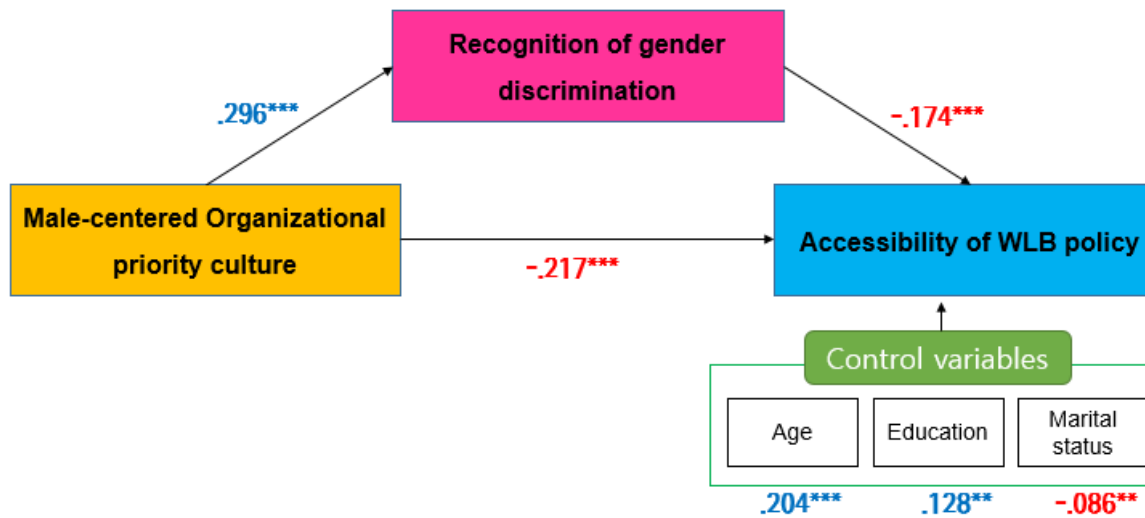 Recognition of gender
discrimination
.296***
-.174***
Male-centered Organizational
priority culture
Accessibility of WLB policy
-.217***
Control variables
Age
Education
Marital
status
.204***
.128**
-.086**